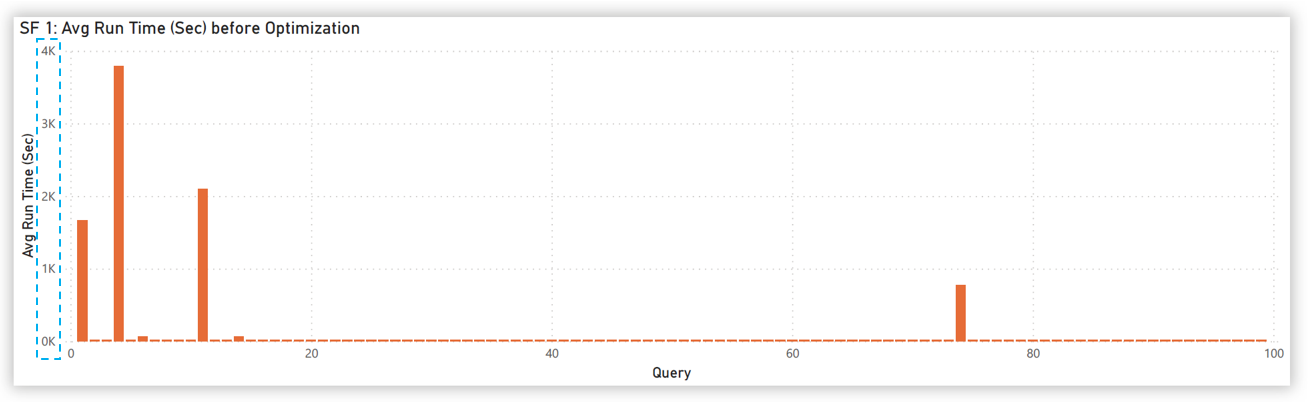 SF 1: Avg Run Time (Sec) before Optimization
Avg Run Time (Sec)
4K
3K
2K
1K
0K
0 20 40 60 80 100
Query